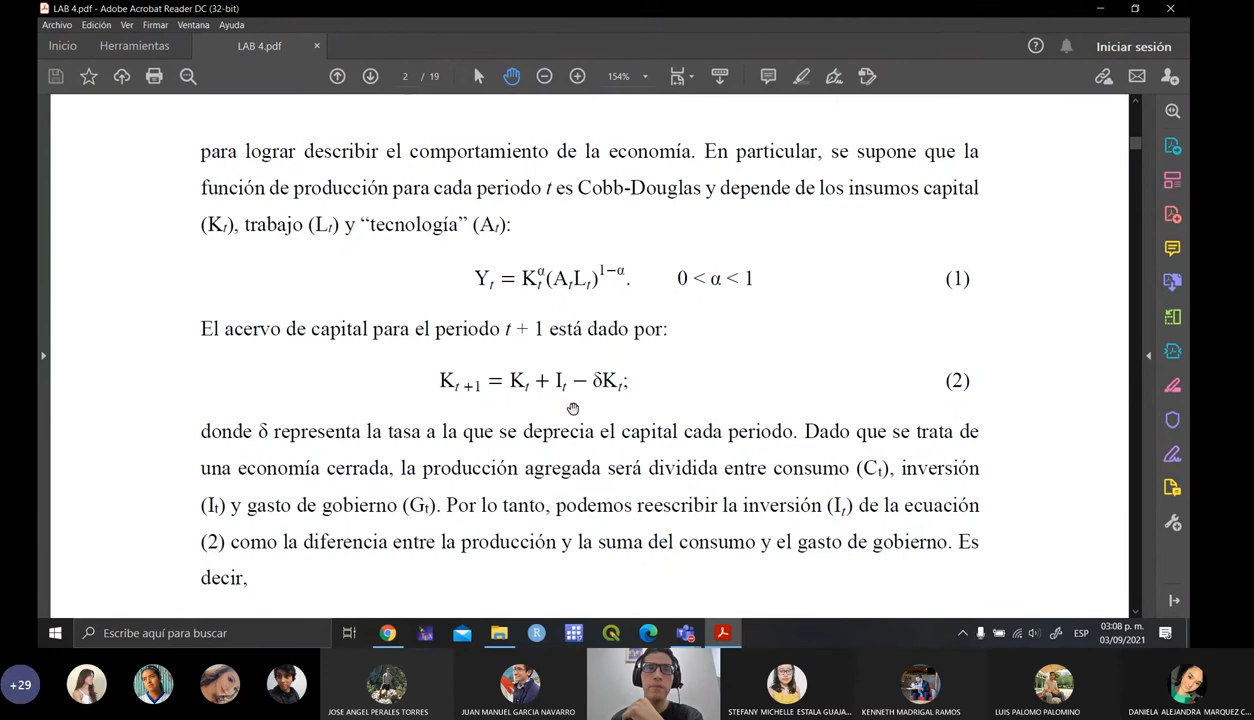 LAB 4.pdf - Adobe Acrobat Reader DC (32-bit)
Archivo Edición Ver Firmar Ventana Ayuda
Inicio Herramientas LAB 4.pdf × Iniciar sesión
2 / 19 154%
para lograr describir el comportamiento de la economía. En particular, se supone que la
función de producción para cada periodo t es Cobb-Douglas y depende de los insumos capital
(Kₜ), trabajo (Lₜ) y “tecnología” (Aₜ):
Yₜ = Kₜ^α(AₜLₜ)^1−α. 0 < α < 1 (1)
El acervo de capital para el periodo t + 1 está dado por:
Kₜ₊₁ = Kₜ + Iₜ − δKₜ; (2)
donde δ representa la tasa a la que se deprecia el capital cada periodo. Dado que se trata de
una economía cerrada, la producción agregada será dividida entre consumo (Cₜ), inversión
(Iₜ) y gasto de gobierno (Gₜ). Por lo tanto, podemos reescribir la inversión (Iₜ) de la ecuación
(2) como la diferencia entre la producción y la suma del consumo y el gasto de gobierno. Es
decir,
Escribe aquí para buscar
ESP
03:08 p. m.
03/09/2021
+29
JOSE ANGEL PERALES TORRES
JUAN MANUEL GARCIA NAVARRO
STEFANY MICHELLE ESTALA GUAJA...
KENNETH MADRIGAL RAMOS
LUIS PALOMO PALOMINO
DANIELA ALEJANDRA MARQUEZ C...